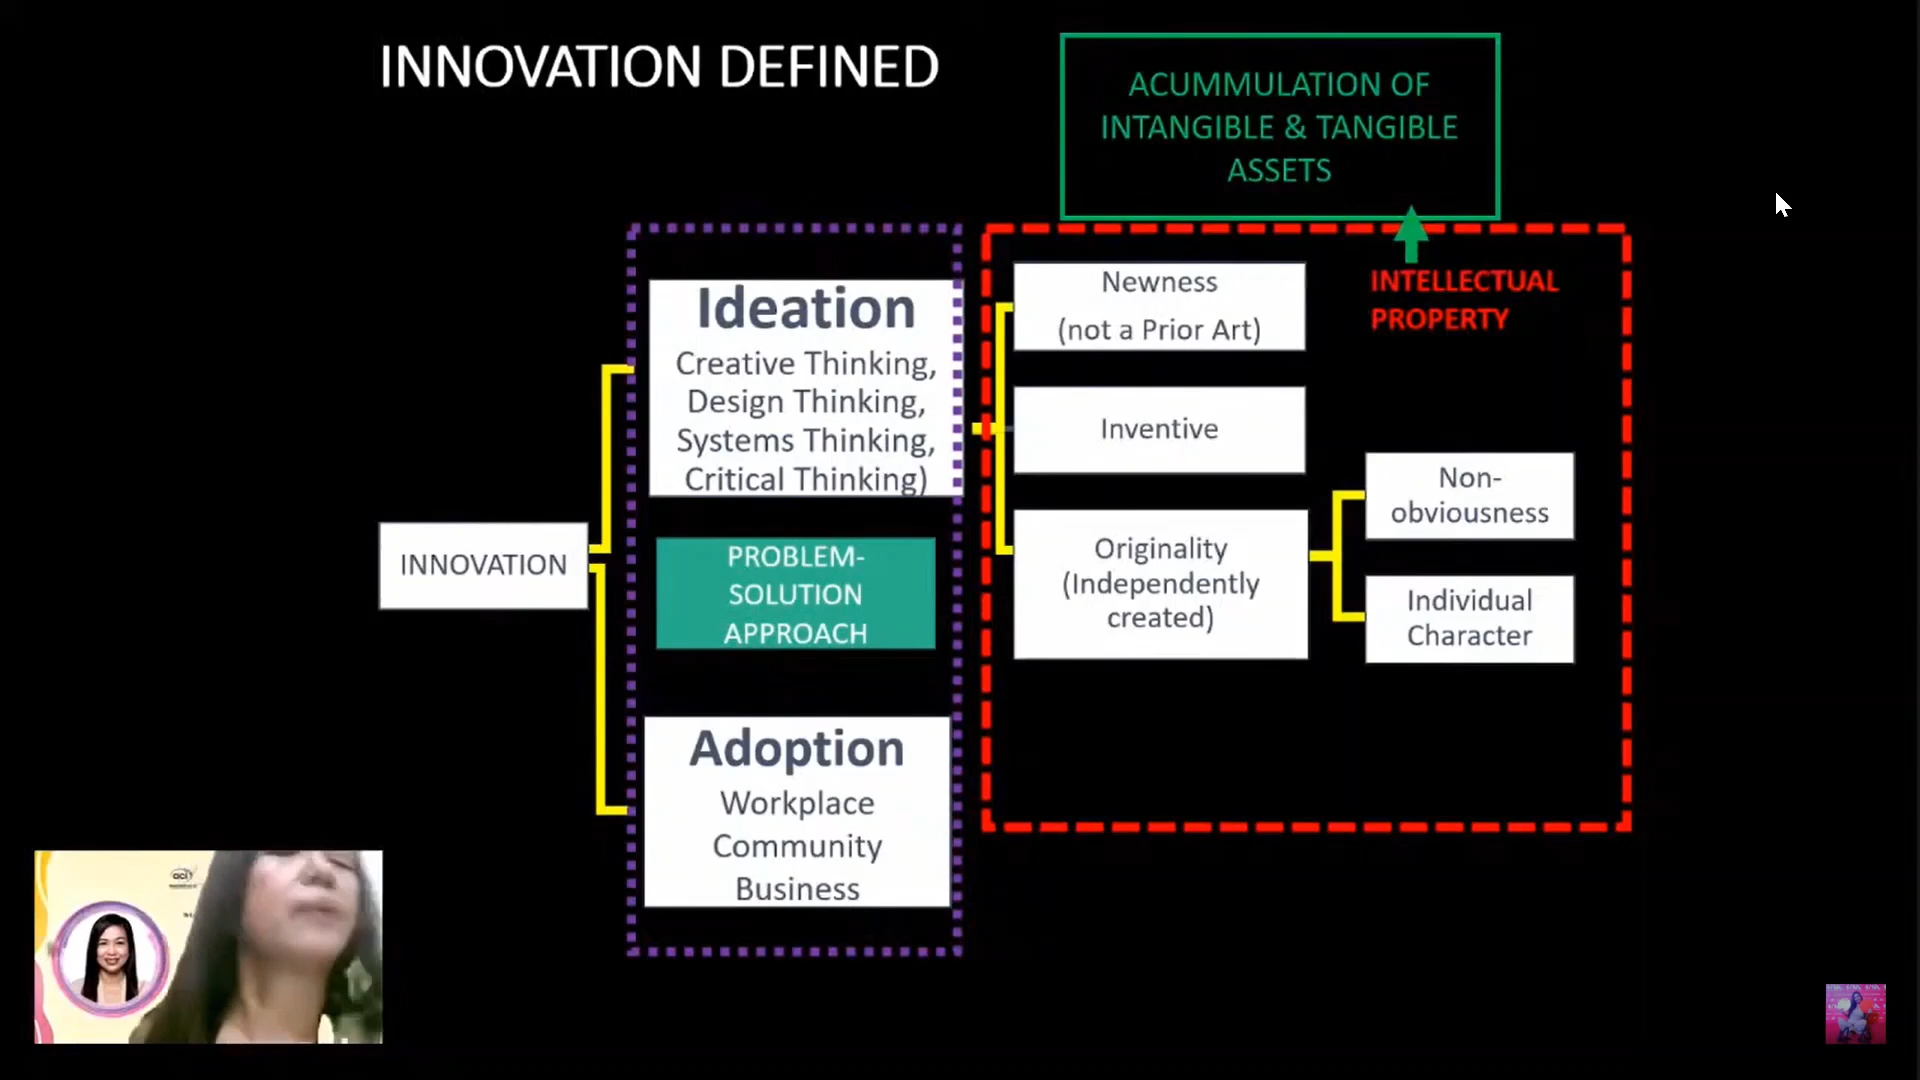 INNOVATION DEFINED
ACUMMULATION OF
INTANGIBLE & TANGIBLE
ASSETS
INTELLECTUAL
PROPERTY
INNOVATION
Ideation
Creative Thinking,
Design Thinking,
Systems Thinking,
Critical Thinking)
PROBLEM-
SOLUTION
APPROACH
Adoption
Workplace
Community
Business
Newness
(not a Prior Art)
Inventive
Originality
(Independently
created)
Non-
obviousness
Individual
Character
aci